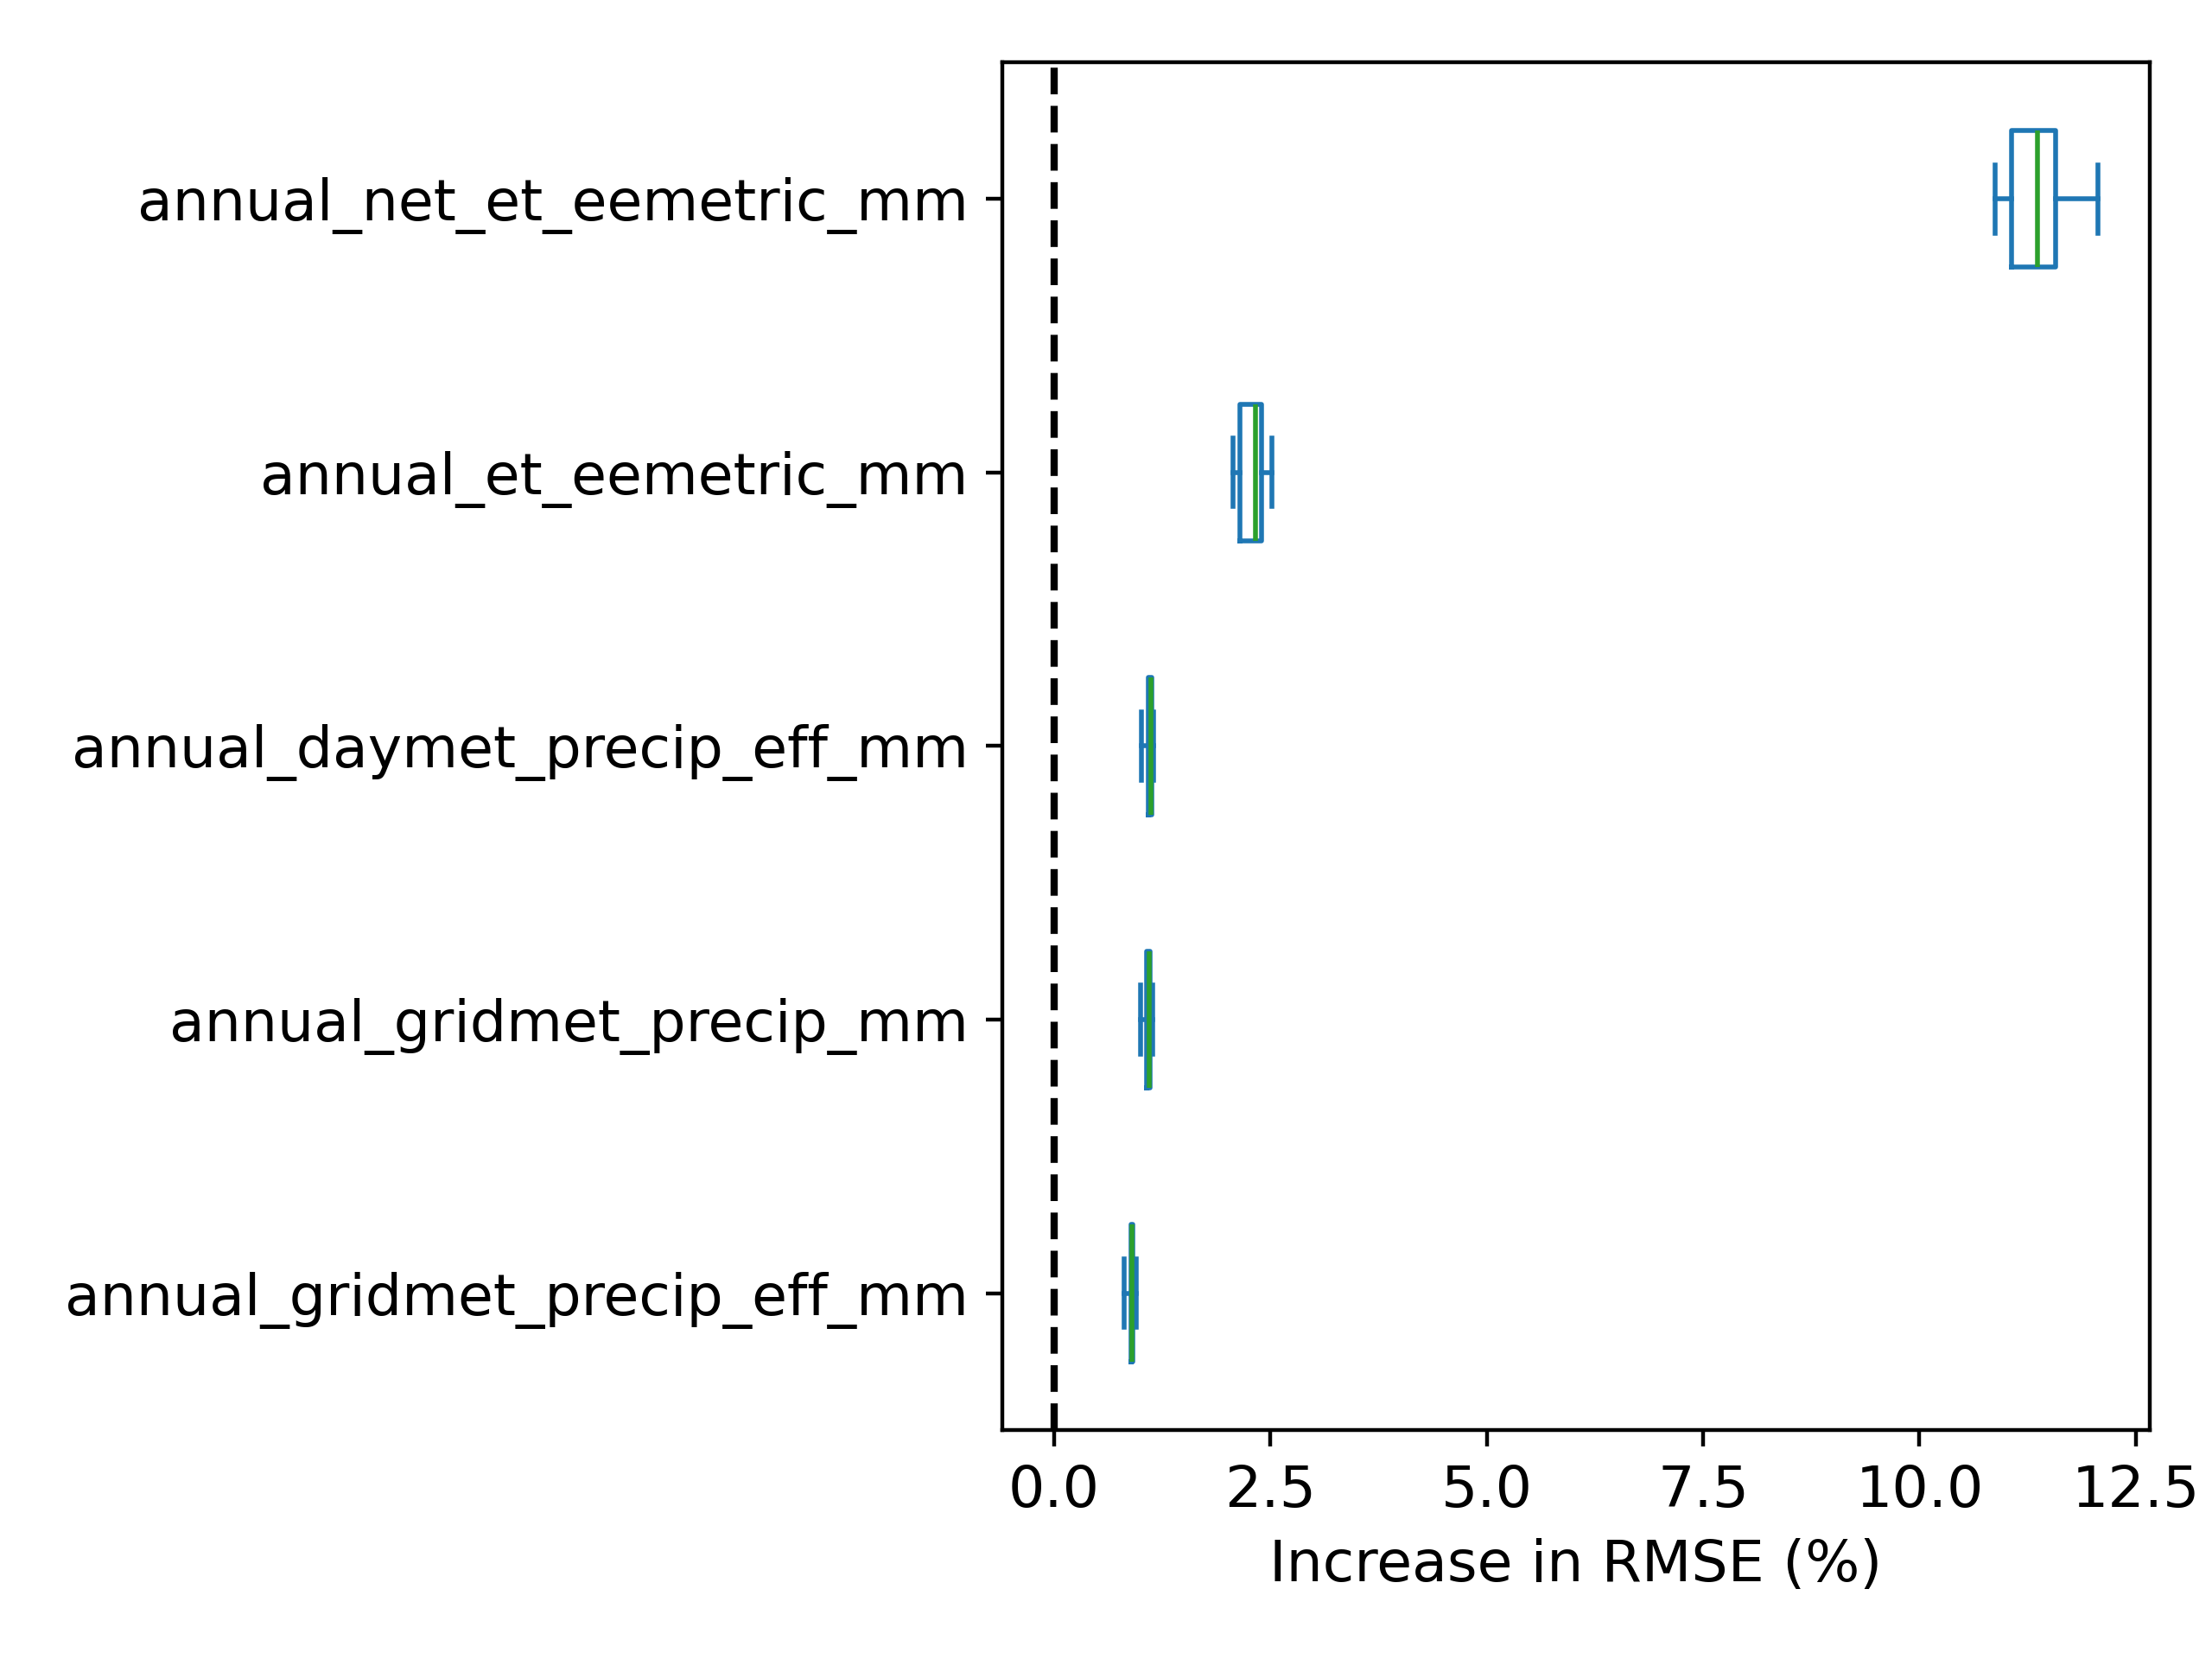 annual_net_et_eemetric_mm
annual_et_eemetric_mm
annual_daymet_precip_eff_mm
annual_gridmet_precip_mm
annual_gridmet_precip_eff_mm
0.0 2.5 5.0 7.5 10.0 12.5
Increase in RMSE (%)